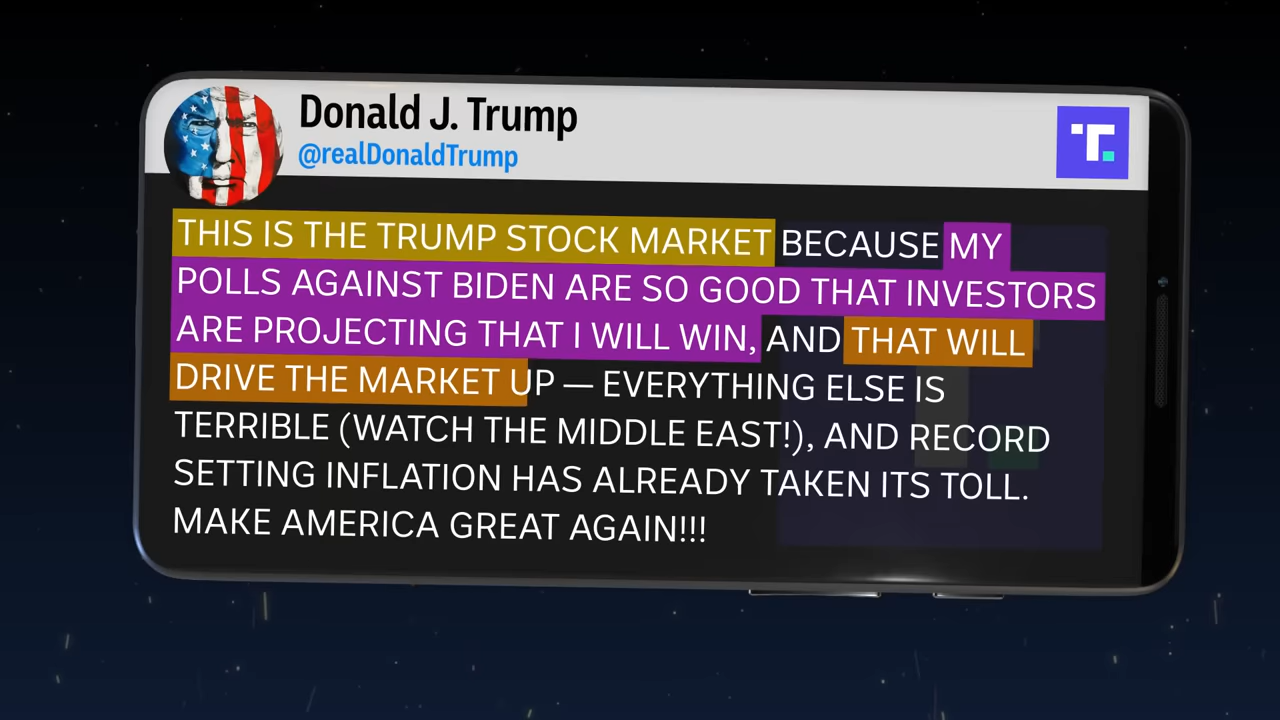 Donald J. Trump
@realDonaldTrump
T.
THIS IS THE TRUMP STOCK MARKET BECAUSE MY
POLLS AGAINST BIDEN ARE SO GOOD THAT INVESTORS
ARE PROJECTING THAT I WILL WIN, AND THAT WILL
DRIVE THE MARKET UP — EVERYTHING ELSE IS
TERRIBLE (WATCH THE MIDDLE EAST!), AND RECORD
SETTING INFLATION HAS ALREADY TAKEN ITS TOLL.
MAKE AMERICA GREAT AGAIN!!!